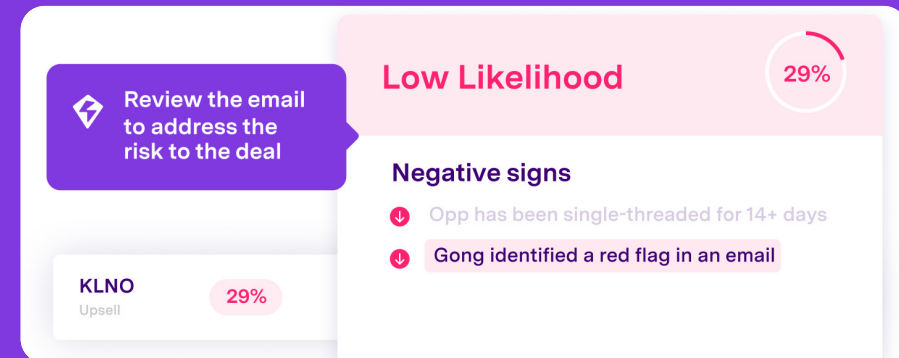 Review the email
to address the
risk to the deal
KLNO
Upsell
29%
Low Likelihood
29%
Negative signs
Opp has been single-threaded for 14+ days
Gong identified a red flag in an email